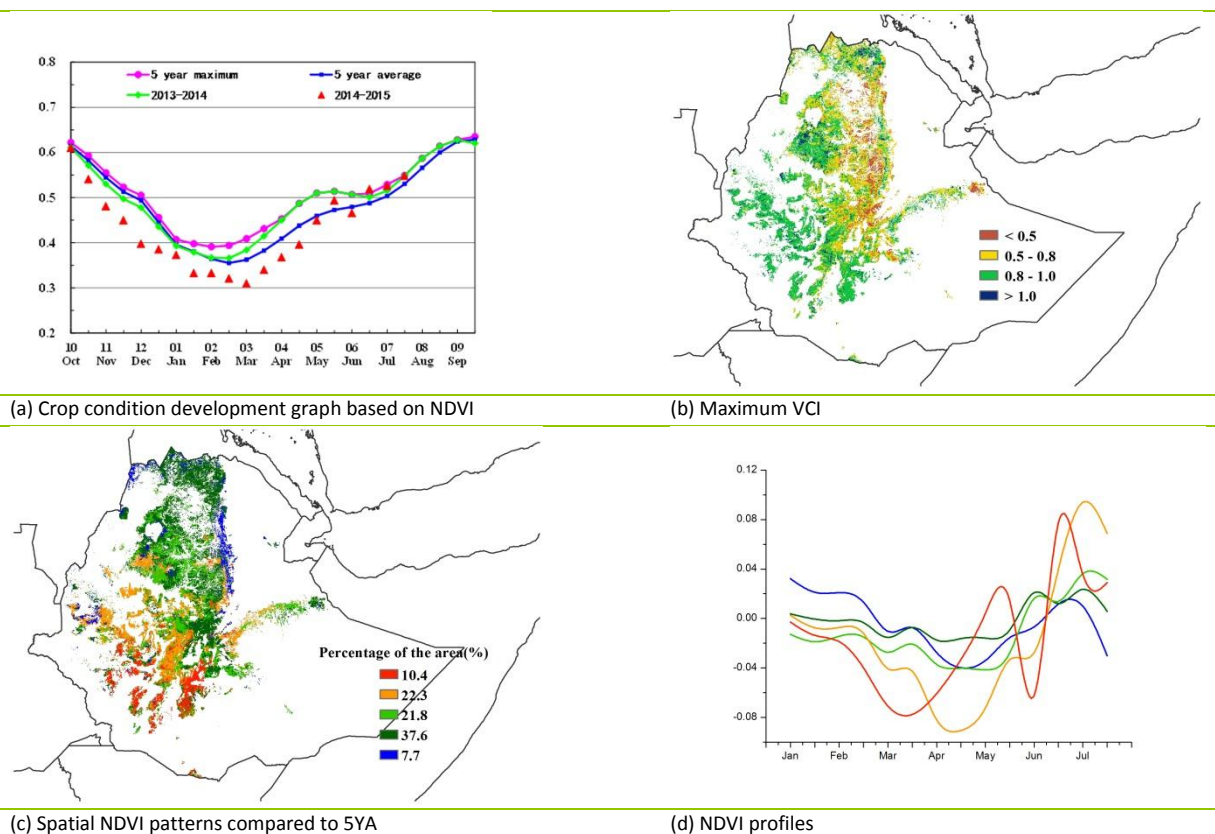 0.8
0.7
0.6
0.5
0.4
0.3
0.2
5 year maximum
5 year average
2013-2014
2014-2015
10 11 12 01 02 03 04 05 06 07 08 09
Oct Nov Dec Jan Feb Mar Apr May Jun Jul Aug Sep
< 0.5
0.5 - 0.8
0.8 - 1.0
> 1.0
(a) Crop condition development graph based on NDVI
(b) Maximum VCI
Percentage of the area(%)
10.4
22.3
21.8
37.6
7.7
0.12
0.08
0.04
0.00
-0.04
-0.08
Jan Feb Mar Apr May Jun Jul
(c) Spatial NDVI patterns compared to 5YA
(d) NDVI profiles